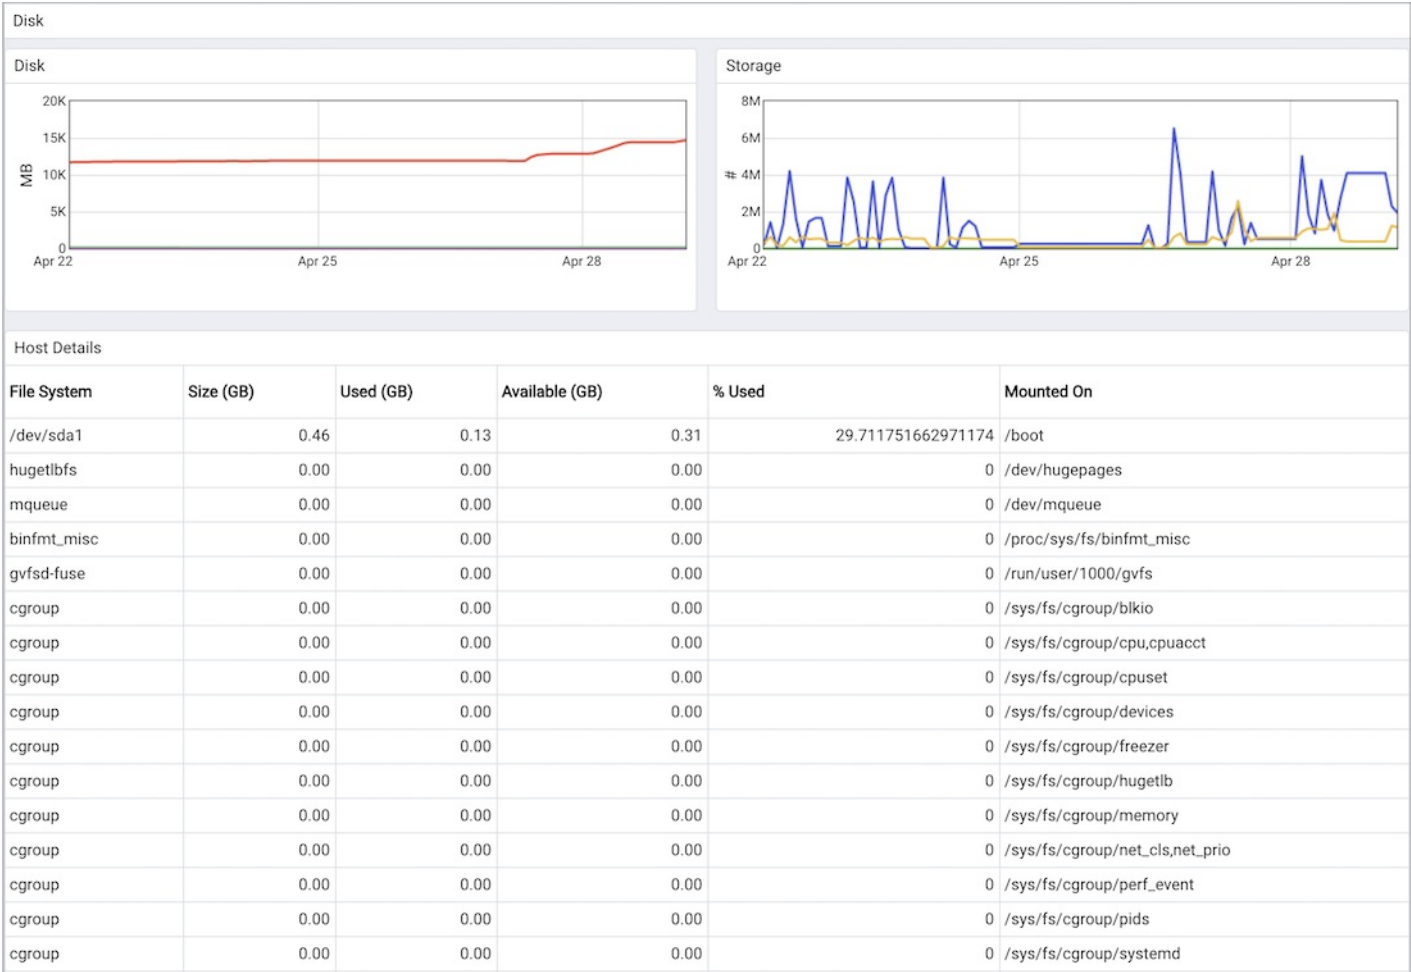 Disk
Disk
20K
15K
10K
5K
0
MB
Apr 22 Apr 25 Apr 28
Storage
8M
6M
4M
2M
0
#
Apr 22 Apr 25 Apr 28
Host Details
File System Size (GB) Used (GB) Available (GB) % Used Mounted On
/dev/sda1 0.46 0.13 0.31 29.711751662971174 /boot
hugetlbfs 0.00 0.00 0.00 0 /dev/hugepages
mqueue 0.00 0.00 0.00 0 /dev/mqueue
binfmt_misc 0.00 0.00 0.00 0 /proc/sys/fs/binfmt_misc
gvfsd-fuse 0.00 0.00 0.00 0 /run/user/1000/gvfs
cgroup 0.00 0.00 0.00 0 /sys/fs/cgroup/blkio
cgroup 0.00 0.00 0.00 0 /sys/fs/cgroup/cpu,cpuacct
cgroup 0.00 0.00 0.00 0 /sys/fs/cgroup/cpuset
cgroup 0.00 0.00 0.00 0 /sys/fs/cgroup/devices
cgroup 0.00 0.00 0.00 0 /sys/fs/cgroup/freezer
cgroup 0.00 0.00 0.00 0 /sys/fs/cgroup/hugetlb
cgroup 0.00 0.00 0.00 0 /sys/fs/cgroup/memory
cgroup 0.00 0.00 0.00 0 /sys/fs/cgroup/net_cls,net_prio
cgroup 0.00 0.00 0.00 0 /sys/fs/cgroup/perf_event
cgroup 0.00 0.00 0.00 0 /sys/fs/cgroup/pids
cgroup 0.00 0.00 0.00 0 /sys/fs/cgroup/systemd